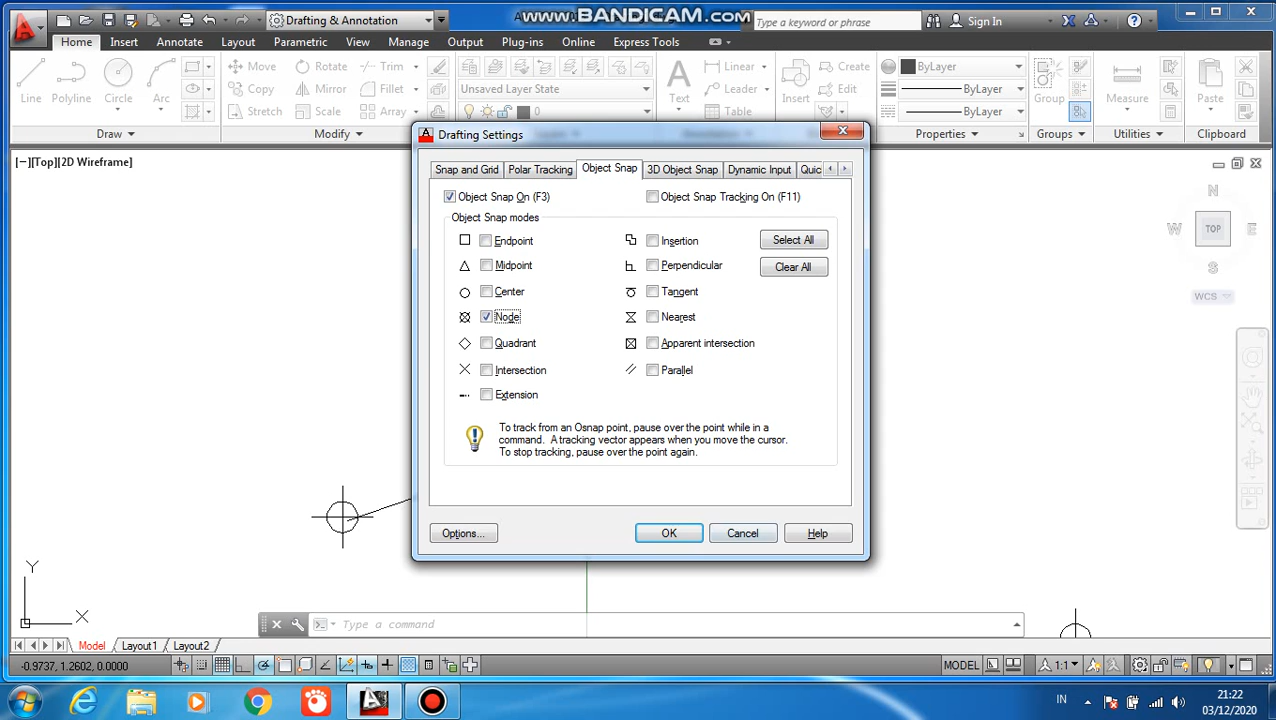 Drafting & Annotation
www.BANDICAM.com
Type a keyword or phrase
Sign In
Home Insert Annotate Layout Parametric View Manage Output Plug-ins Online Express Tools
Line
Polyline
Circle
Arc
Move
Rotate
Trim
Copy
Mirror
Fillet
Stretch
Scale
Array
Unsaved Layer State
0
Text
Linear
Leader
Table
Insert
Create
Edit
ByLayer
ByLayer
ByLayer
Group
Measure
Paste
Draw
Modify
Properties
Groups
Utilities
Clipboard
[−][Top][2D Wireframe]
N
W
TOP
E
S
WCS
Drafting Settings
Snap and Grid Polar Tracking Object Snap 3D Object Snap Dynamic Input Quic
Object Snap On (F3)
Object Snap Tracking On (F11)
Object Snap modes
Endpoint
Insertion
Select All
Midpoint
Perpendicular
Clear All
Center
Tangent
Node
Nearest
Quadrant
Apparent intersection
Intersection
Parallel
Extension
To track from an Osnap point, pause over the point while in a
command. A tracking vector appears when you move the cursor.
To stop tracking, pause over the point again.
Options...
OK
Cancel
Help
Y
X
Type a command
Model Layout1 Layout2
-0.9737, 1.2602, 0.0000
MODEL
1:1
IN
21:22
03/12/2020